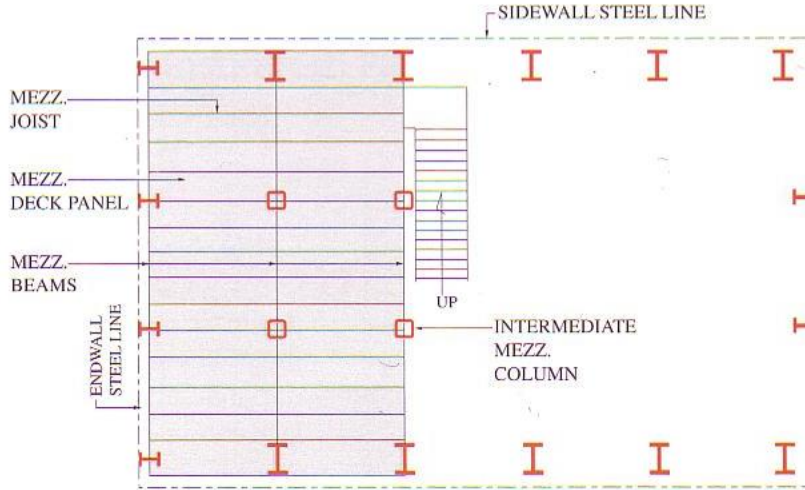 SIDEWALL STEEL LINE
MEZZ.
JOIST
MEZZ.
DECK PANEL
MEZZ.
BEAMS
UP
INTERMEDIATE
MEZZ.
COLUMN
ENDWALL
STEEL LINE